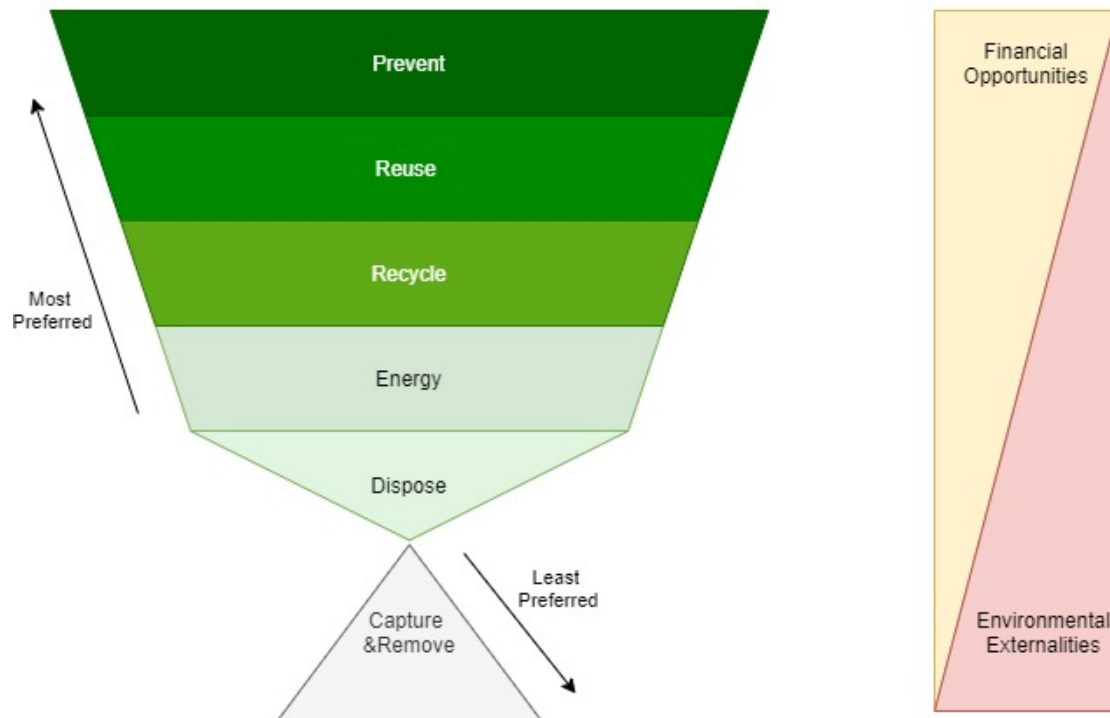 Prevent
Reuse
Recycle
Energy
Dispose
Capture
&Remove
Most
Preferred
Least
Preferred
Financial
Opportunities
Environmental
Externalities